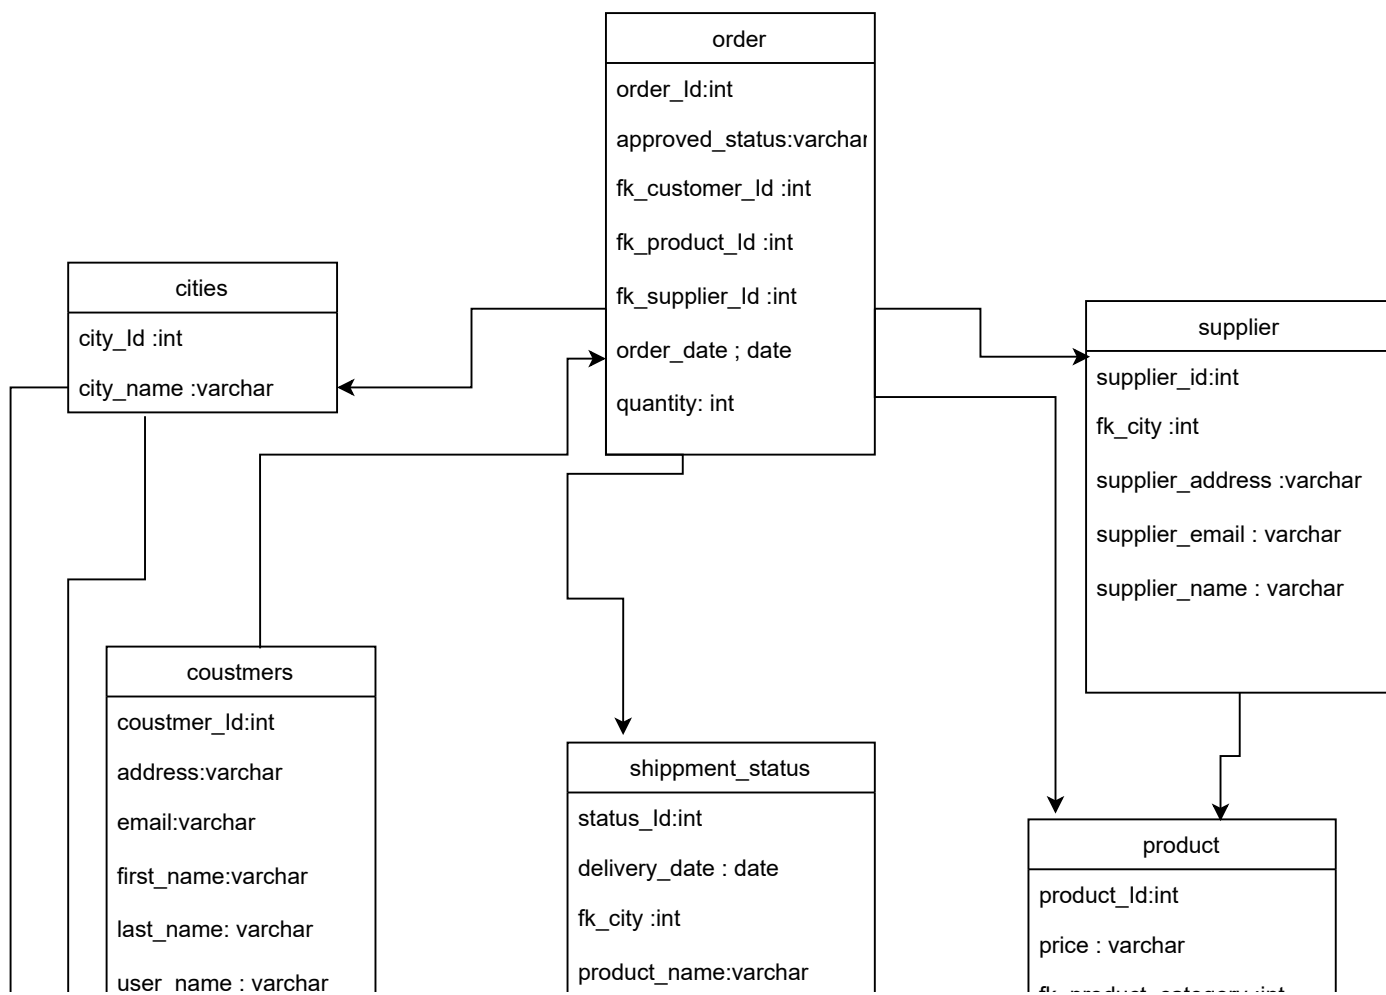 order
order_Id:int
approved_status:varchar
fk_customer_Id :int
fk_product_Id :int
fk_supplier_Id :int
order_date ; date
quantity: int
cities
city_Id :int
city_name :varchar
supplier
supplier_id:int
fk_city :int
supplier_address :varchar
supplier_email : varchar
supplier_name : varchar
coustmers
coustmer_Id:int
address:varchar
email:varchar
first_name:varchar
last_name: varchar
user_name : varchar
shippment_status
status_Id:int
delivery_date : date
fk_city :int
product_name:varchar
product
product_Id:int
price : varchar
fk_product_category :int